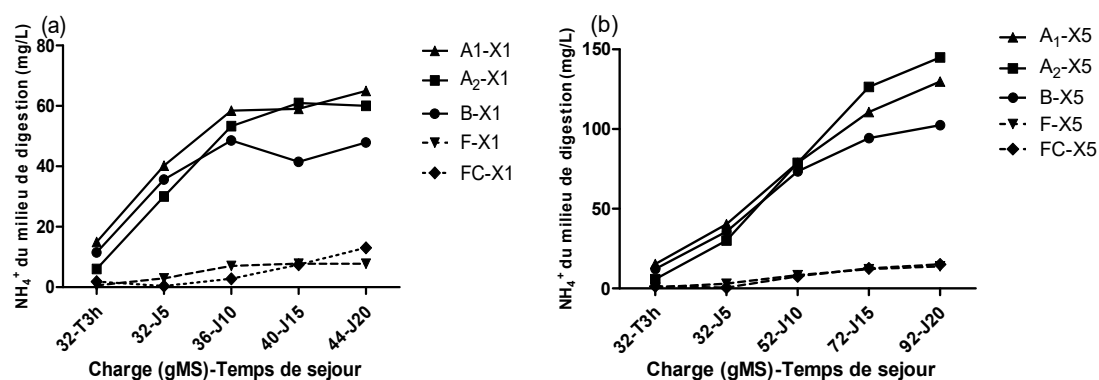 (a)
NH₄⁺ du milieu de digestion (mg/L)
80
60
40
20
0
32-T3h
32-J5
36-J10
40-J15
44-J20
Charge (gMS)-Temps de sejour
A1-X1
A₂-X1
B-X1
F-X1
FC-X1
(b)
NH₄⁺ du milieu de digestion (mg/L)
150
100
50
0
32-T3h
32-J5
52-J10
72-J15
92-J20
Charge (gMS)-Temps de sejour
A₁-X5
A₂-X5
B-X5
F-X5
FC-X5